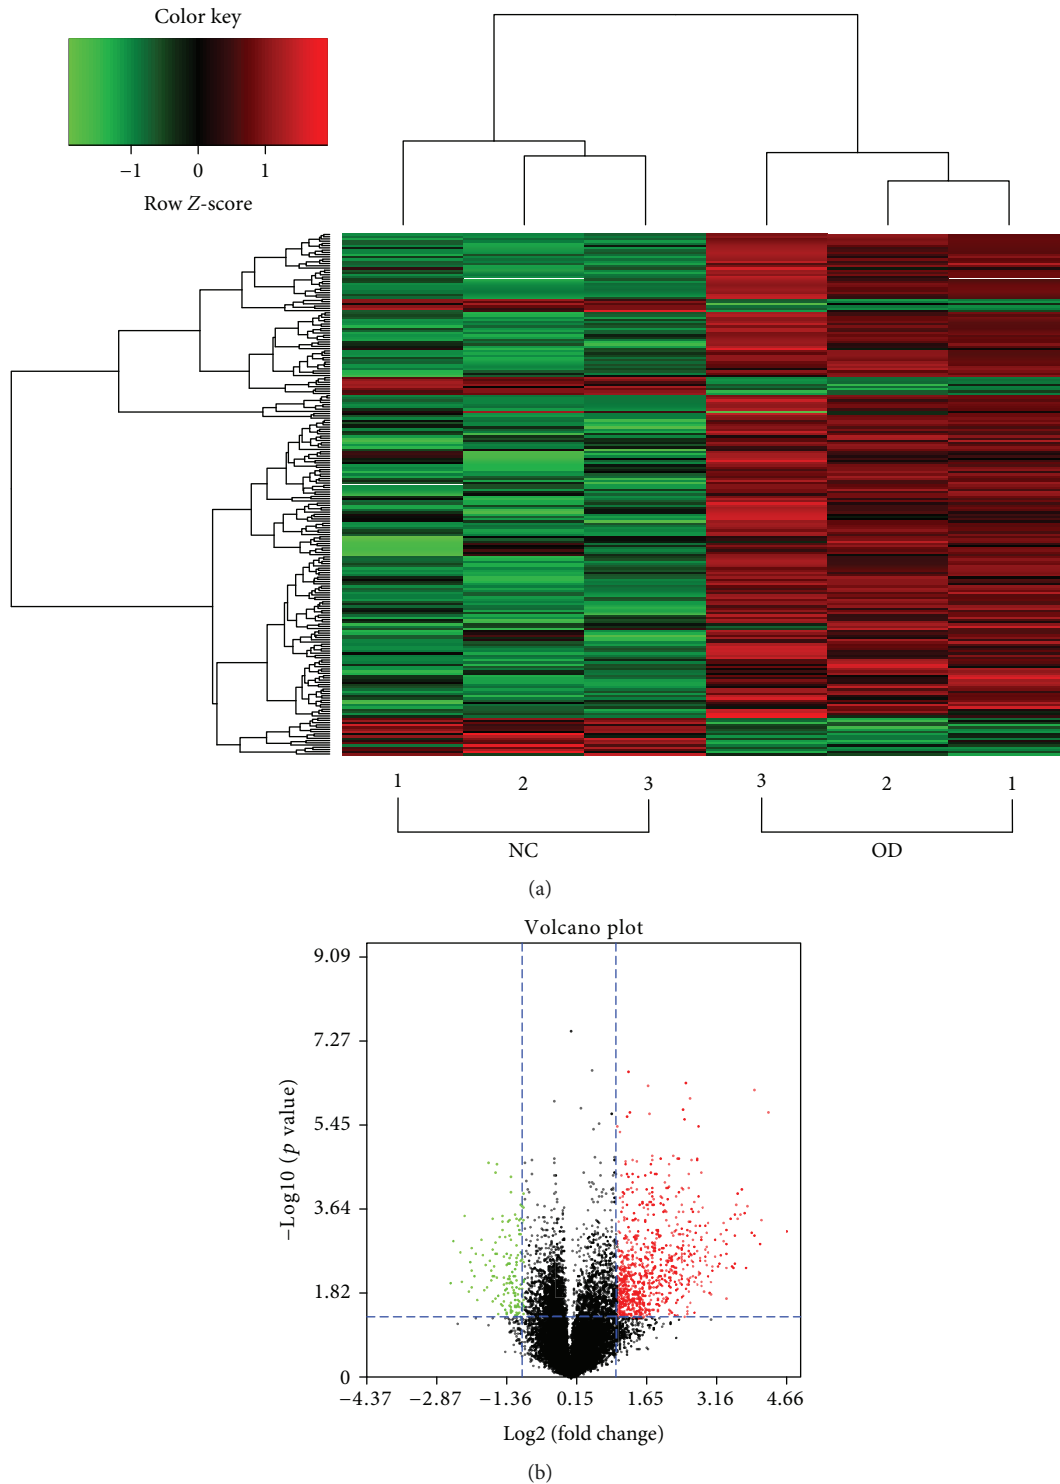 Color key
−1 0 1
Row Z-score
1 2 3 3 2 1
NC OD
(a)
Volcano plot
9.09
7.27
5.45
3.64
1.82
0
−Log10 (p value)
−4.37 −2.87 −1.36 0.15 1.65 3.16 4.66
Log2 (fold change)
(b)